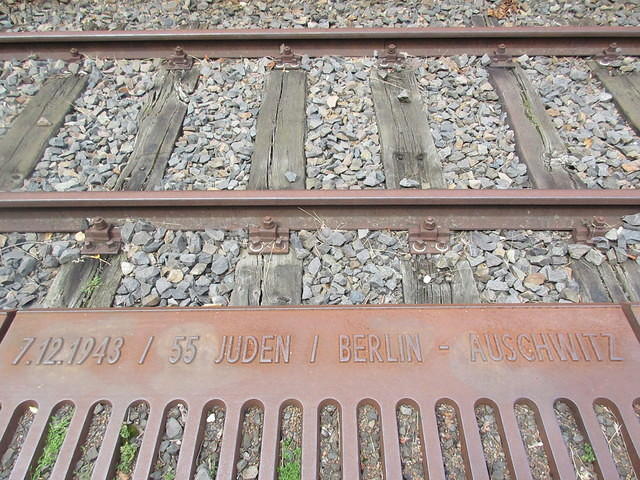 7.12.1943 / 55 JUDEN / BERLIN - AUSCHWITZ